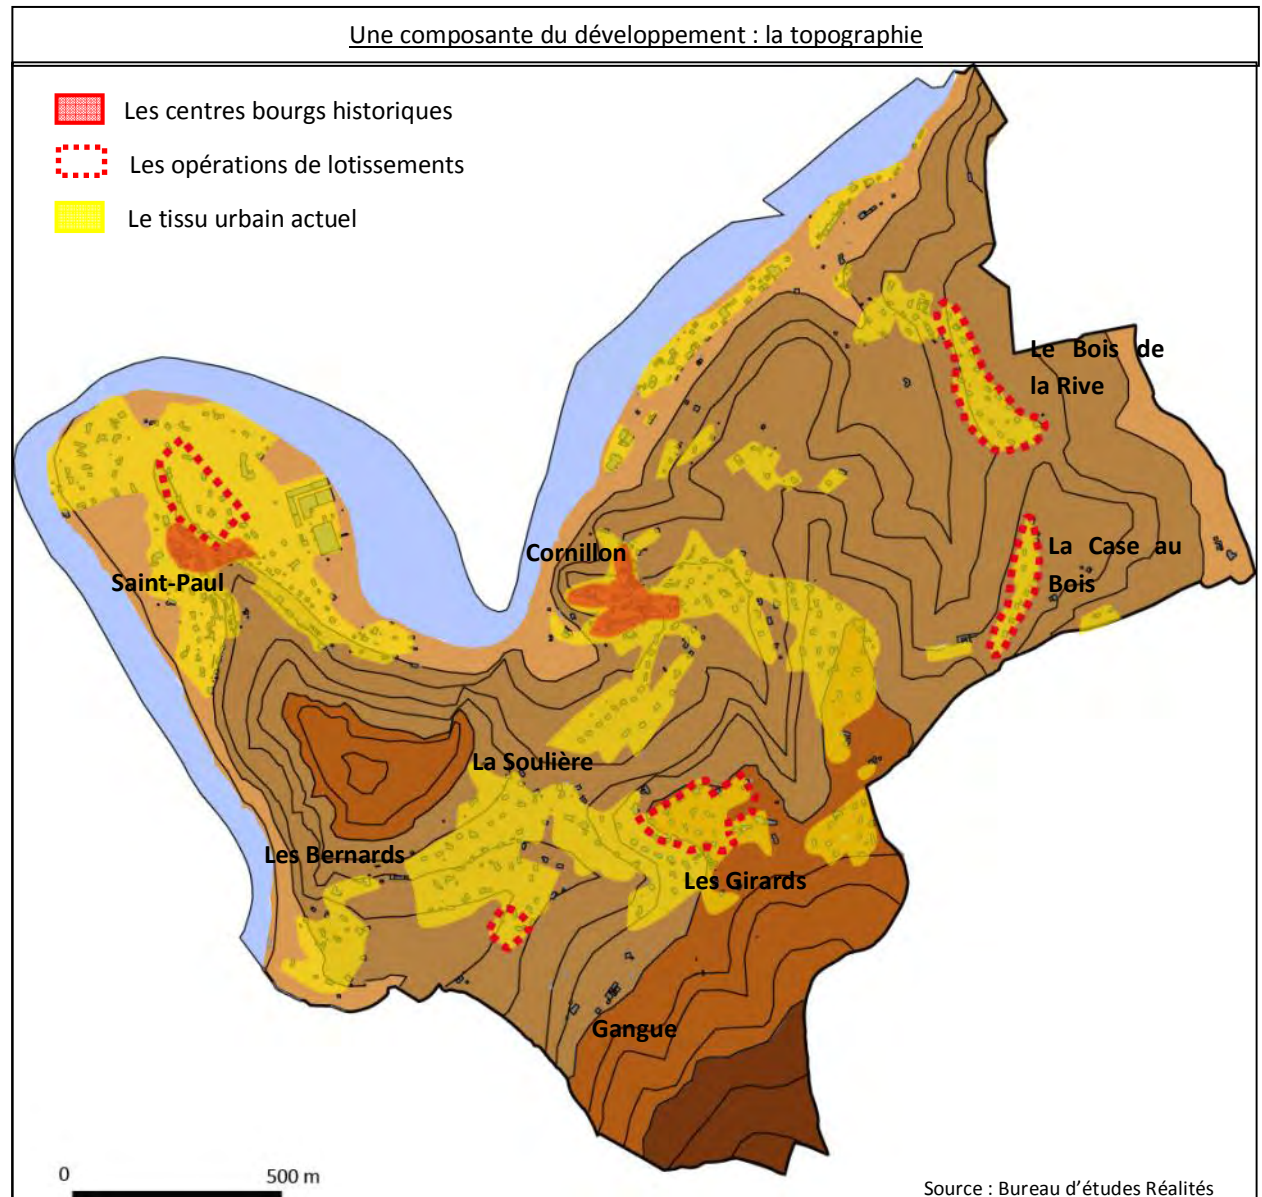 Une composante du développement : la topographie
Les centres bourgs historiques
Les opérations de lotissements
Le tissu urbain actuel
Le Bois de
la Rive
La Case au
Bois
Cornillon
Saint-Paul
La Soulière
Les Bernards
Les Girards
Gangue
0 500 m
Source : Bureau d'études Réalités